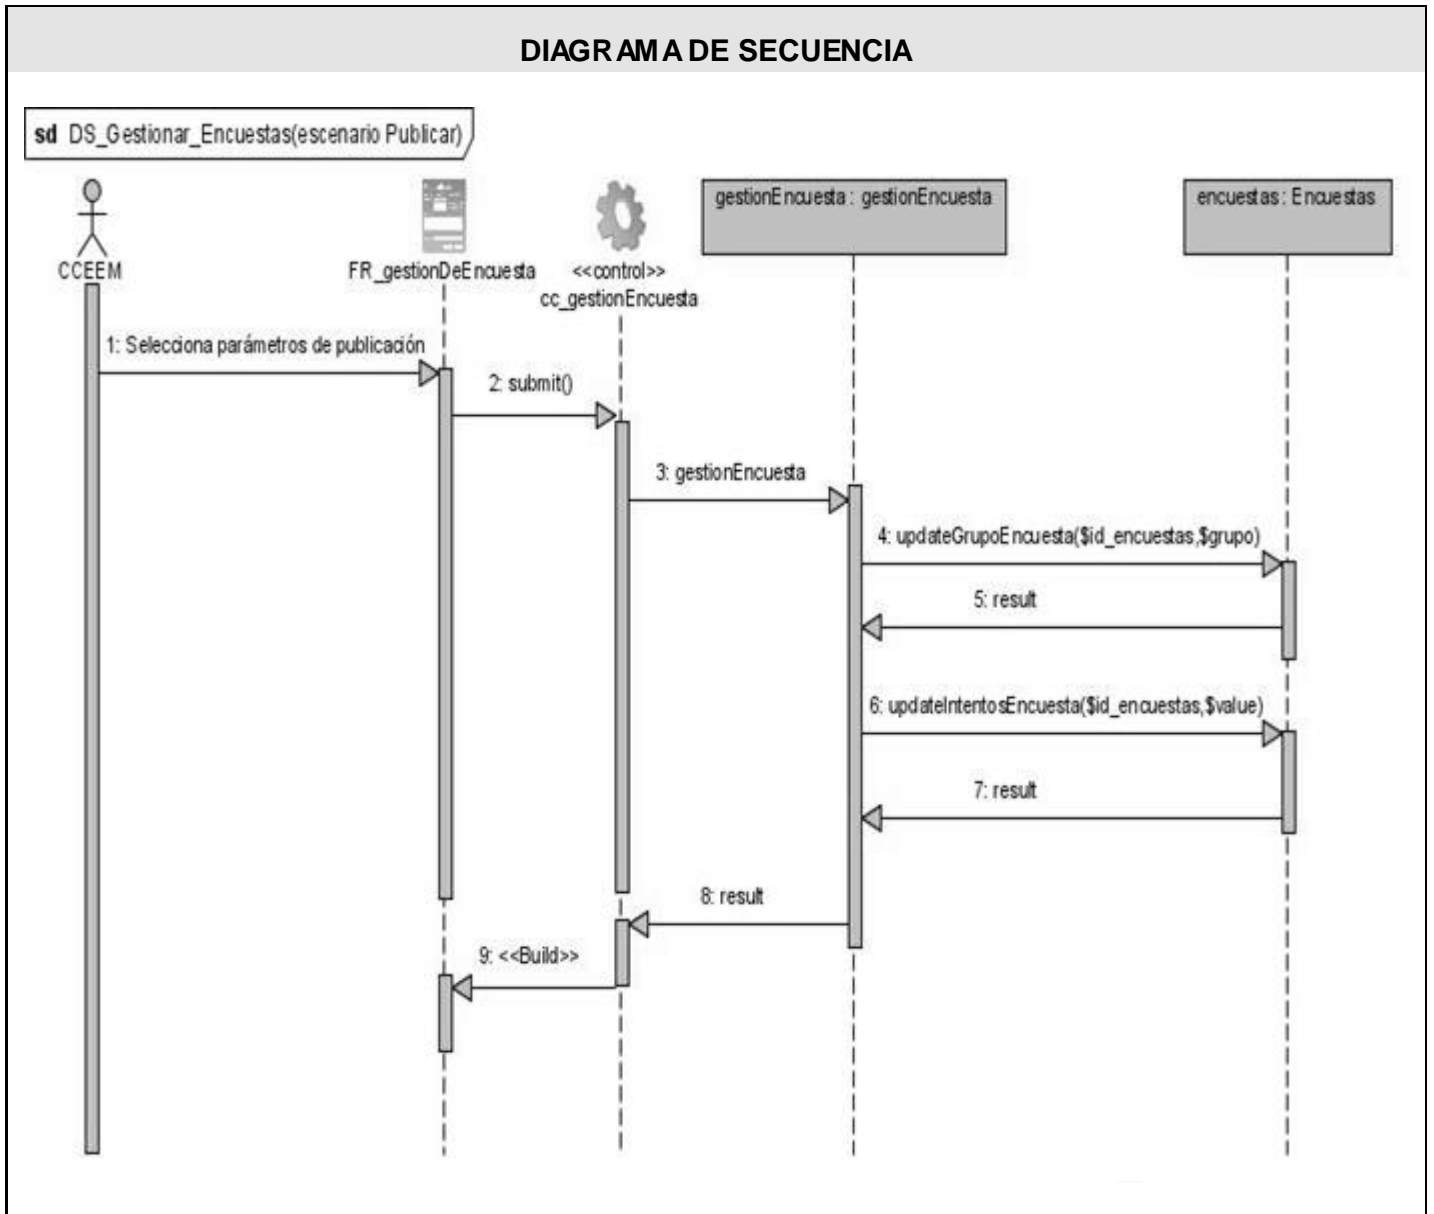 DIAGRAMA DE SECUENCIA
sd DS_Gestionar_Encuestas(escenario Publicar)
CCEEM
FR_gestionDeEncuesta
<<control>>
cc_gestionEncuesta
gestionEncuesta : gestionEncuesta
encuestas : Encuestas
1: Selecciona parámetros de publicación
2: submit()
3: gestionEncuesta
4: updateGrupoEncuesta($id_encuestas,$grupo)
5: result
6: updateIntentosEncuesta($id_encuestas,$value)
7: result
8: result
9: <<Build>>